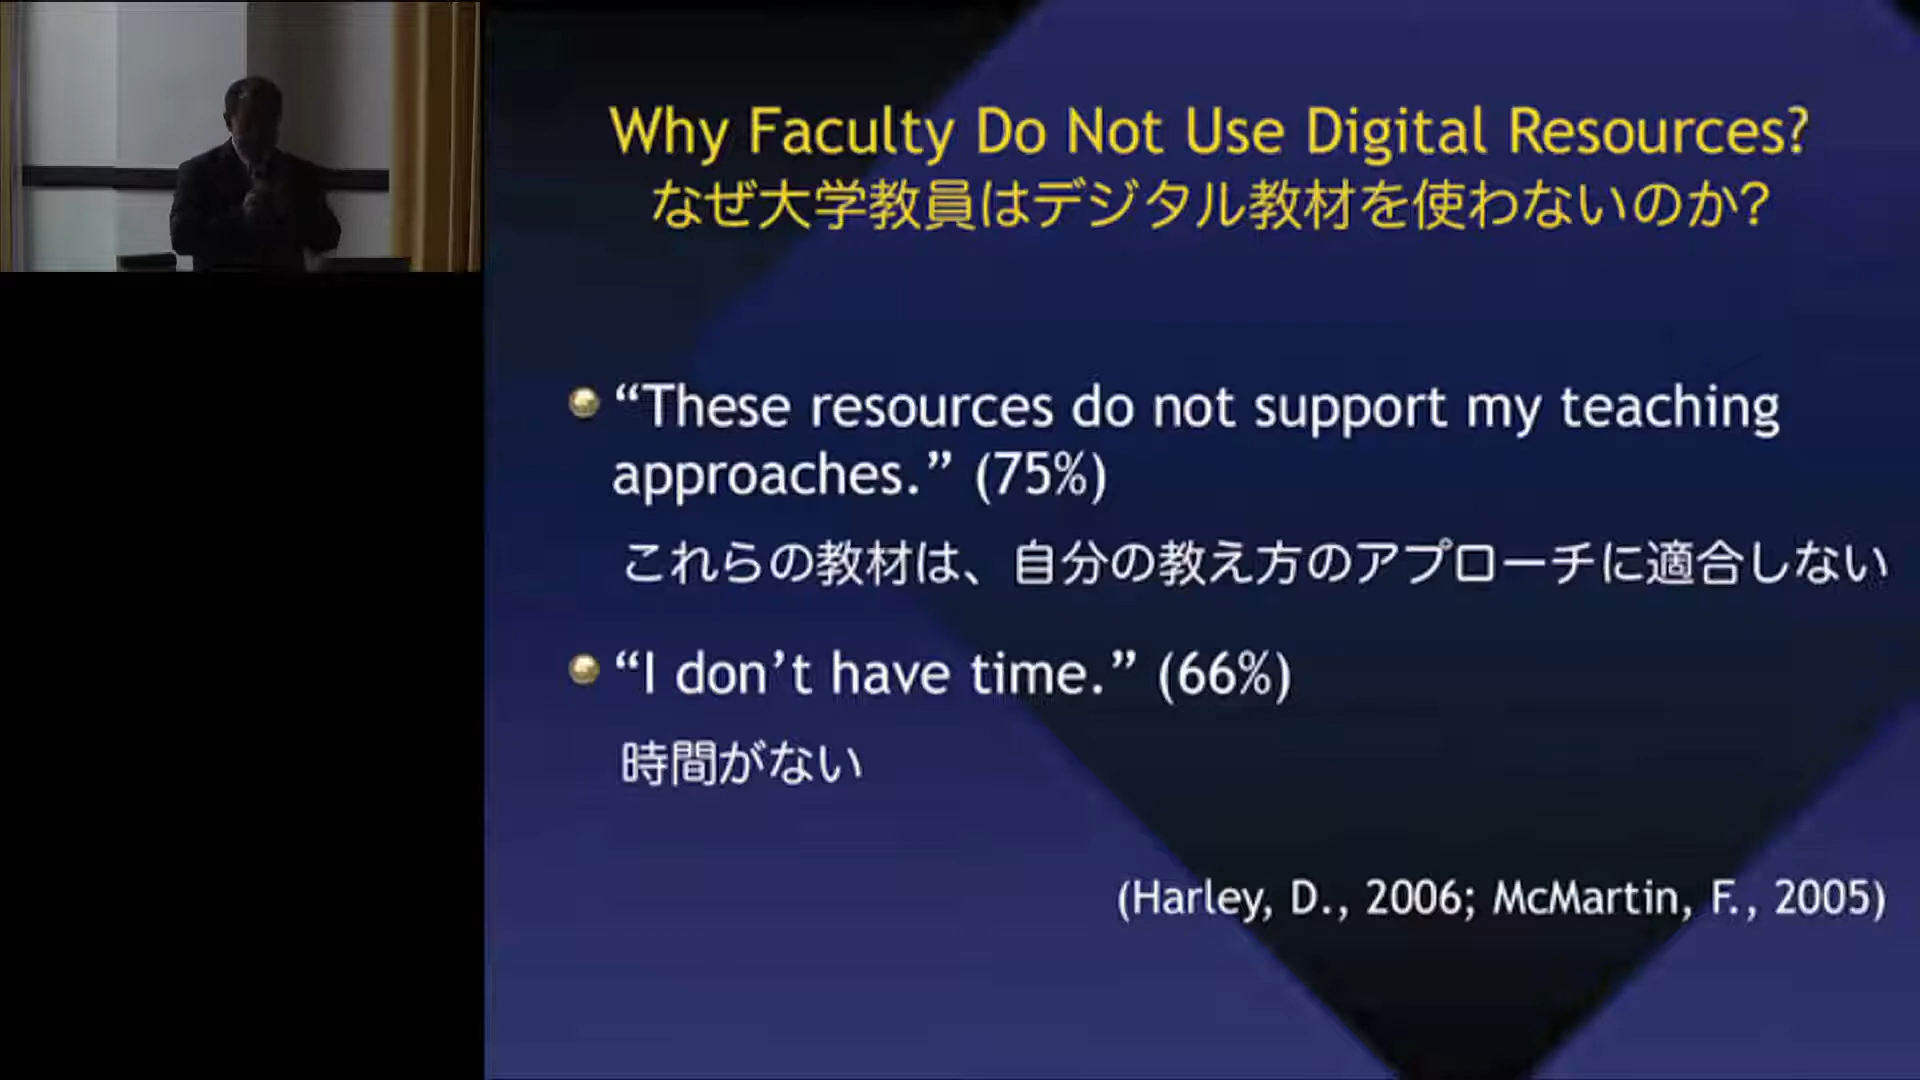 Why Faculty Do Not Use Digital Resources?
なぜ大学教員はデジタル教材を使わないのか?
“These resources do not support my teaching
approaches.” (75%)
これらの教材は、自分の教え方のアプローチに適合しない
“I don’t have time.” (66%)
時間がない
(Harley, D., 2006; McMartin, F., 2005)